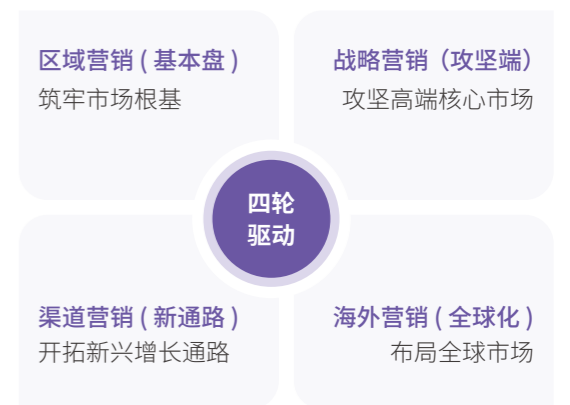 区域营销 ( 基本盘 )
筑牢市场根基
战略营销（攻坚端）
攻坚高端核心市场
四轮
驱动
渠道营销 ( 新通路 )
开拓新兴增长通路
海外营销 ( 全球化 )
布局全球市场